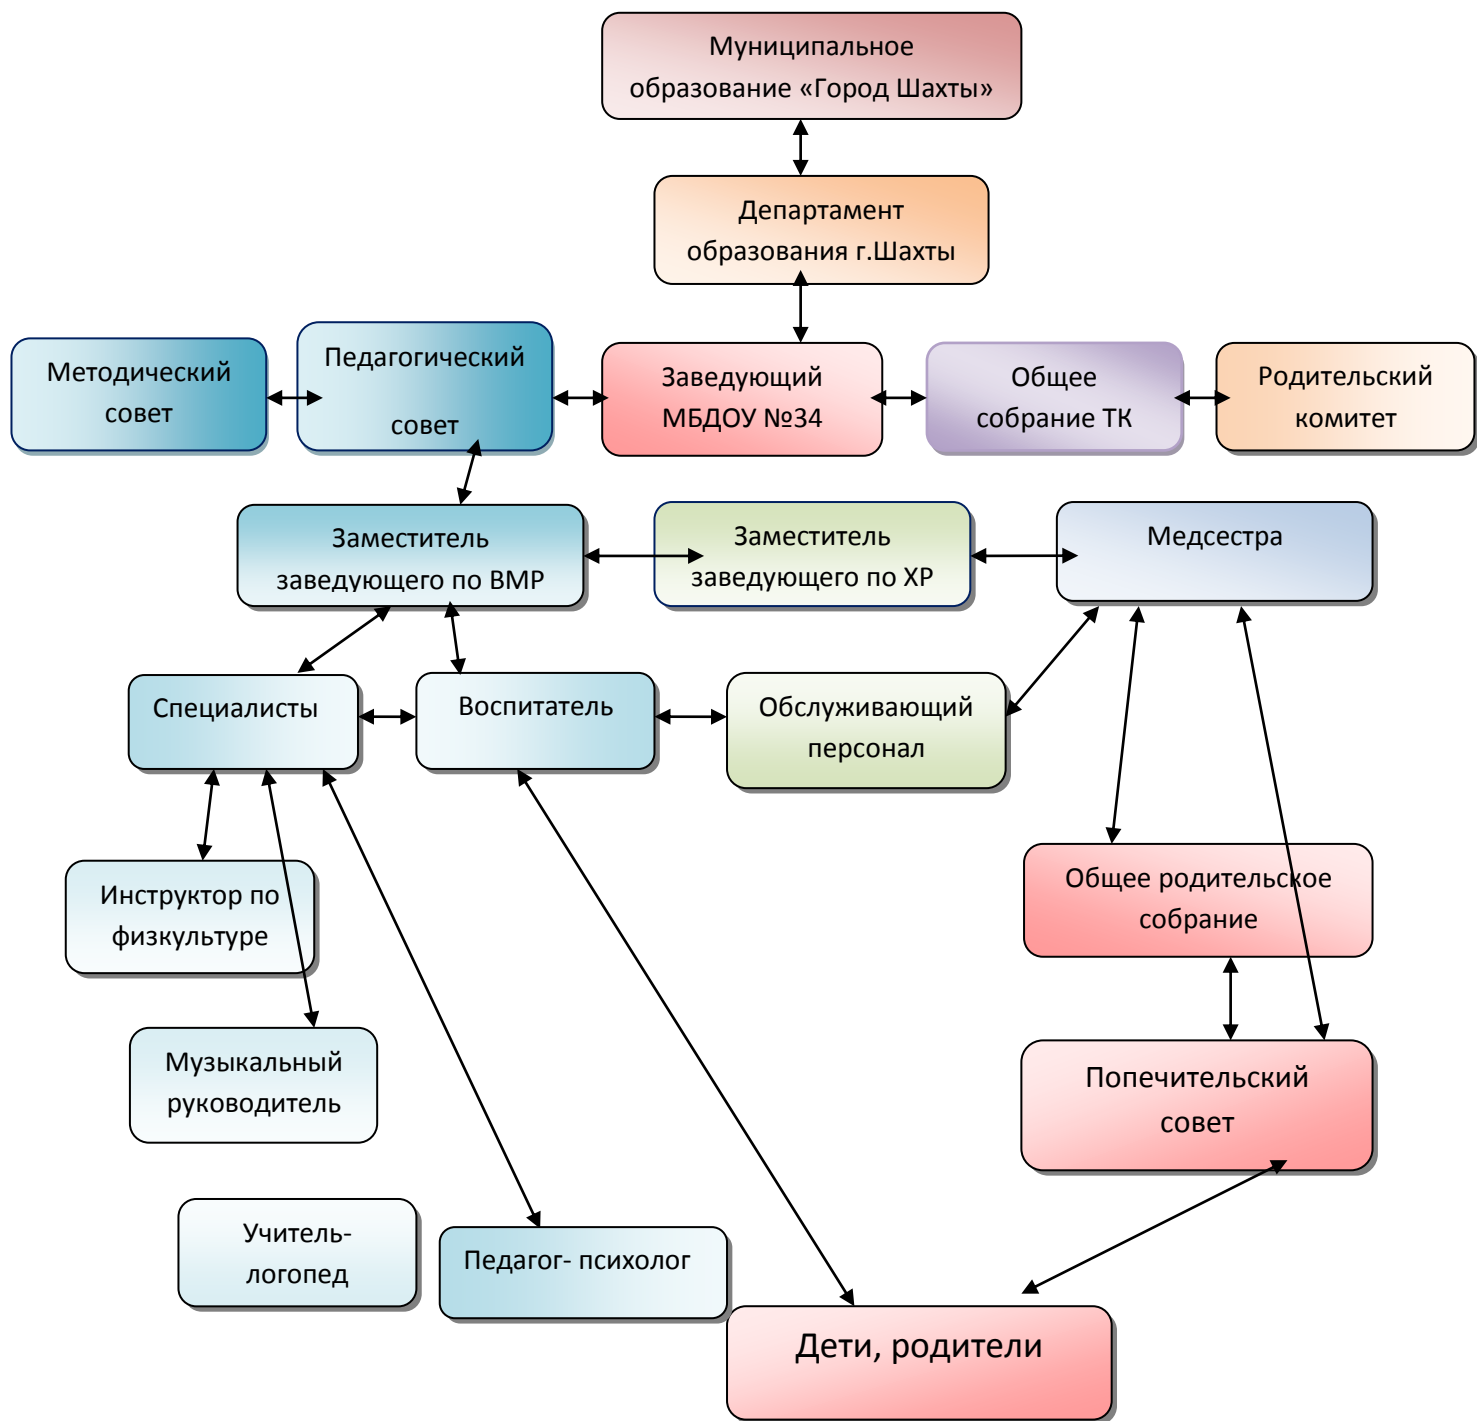 Муниципальное
образование «Город Шахты»
Департамент
образования г.Шахты
Методический
совет
Педагогический
совет
Заведующий
МБДОУ №34
Общее
собрание ТК
Родительский
комитет
Заместитель
заведующего по ВМР
Заместитель
заведующего по ХР
Медсестра
Специалисты
Воспитатель
Обслуживающий
персонал
Инструктор по
физкультуре
Общее родительское
собрание
Музыкальный
руководитель
Попечительский
совет
Учитель-
логопед
Педагог- психолог
Дети, родители